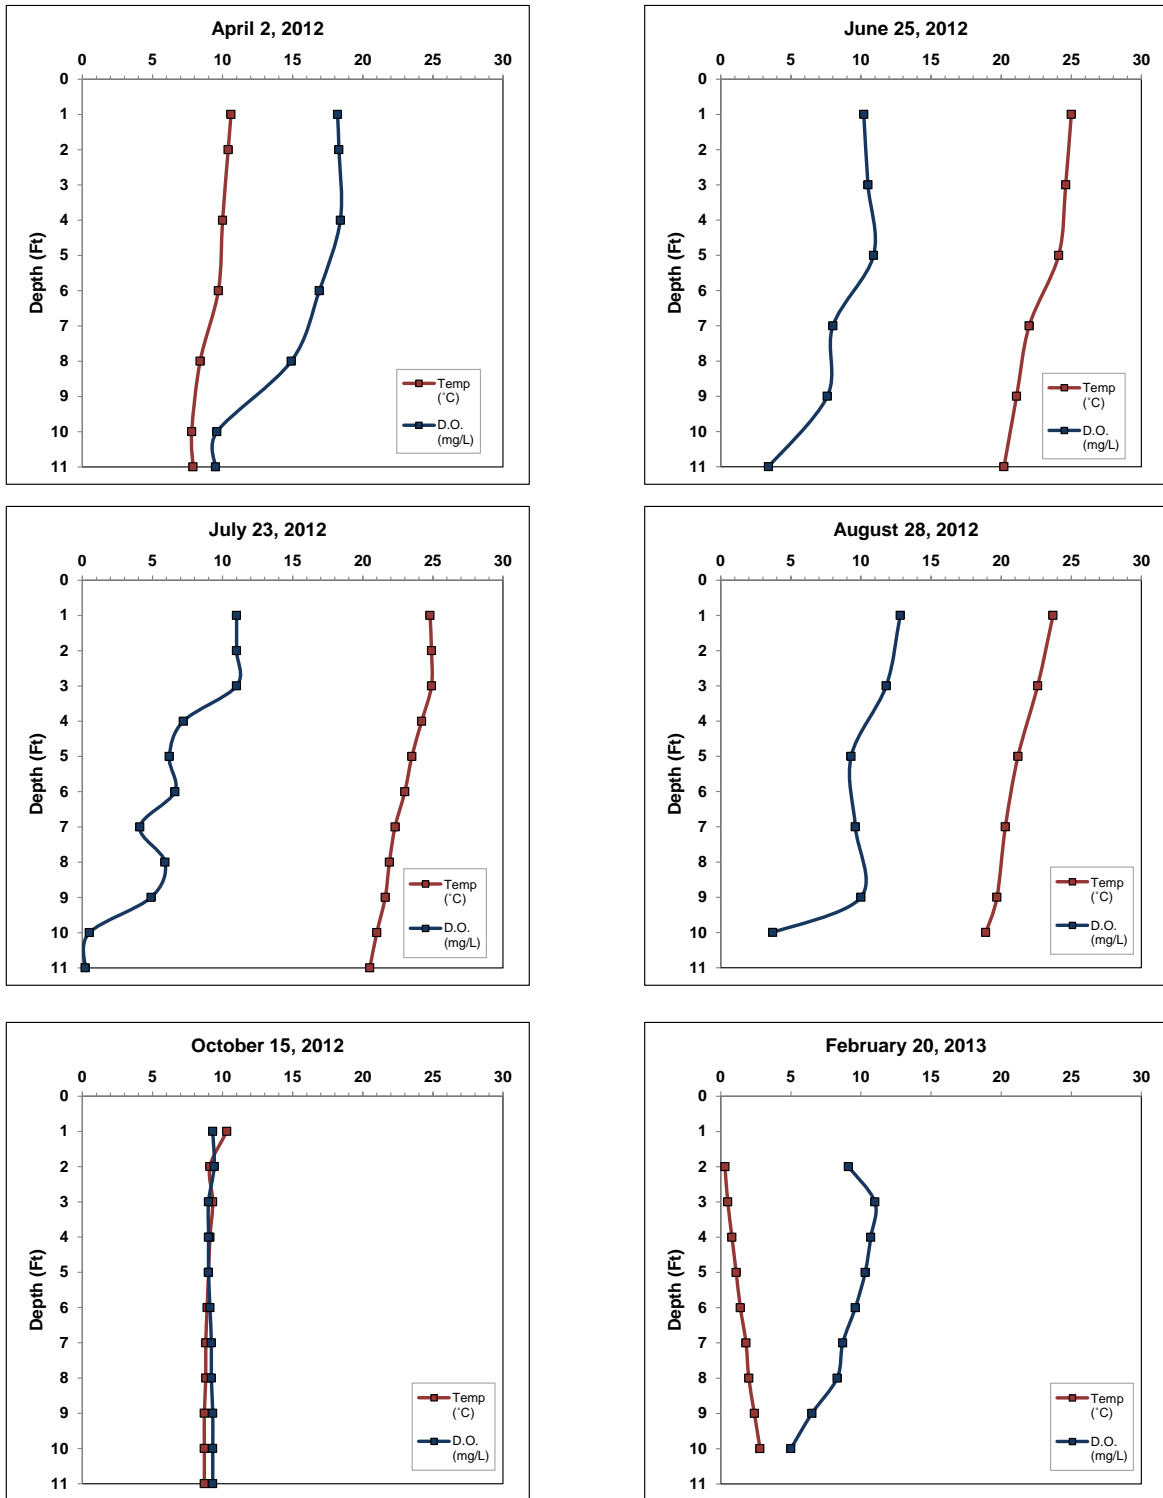 April 2, 2012
0 5 10 15 20 25 30
0
1
2
3
4
5
6
7
8
9
10
11
Depth (Ft)
Temp
(˚C)
D.O.
(mg/L)
June 25, 2012
0 5 10 15 20 25 30
0
1
2
3
4
5
6
7
8
9
10
11
Depth (Ft)
Temp
(˚C)
D.O.
(mg/L)
July 23, 2012
0 5 10 15 20 25 30
0
1
2
3
4
5
6
7
8
9
10
11
Depth (Ft)
Temp
(˚C)
D.O.
(mg/L)
August 28, 2012
0 5 10 15 20 25 30
0
1
2
3
4
5
6
7
8
9
10
11
Depth (Ft)
Temp
(˚C)
D.O.
(mg/L)
October 15, 2012
0 5 10 15 20 25 30
0
1
2
3
4
5
6
7
8
9
10
11
Depth (Ft)
Temp
(˚C)
D.O.
(mg/L)
February 20, 2013
0 5 10 15 20 25 30
0
1
2
3
4
5
6
7
8
9
10
11
Depth (Ft)
Temp
(˚C)
D.O.
(mg/L)